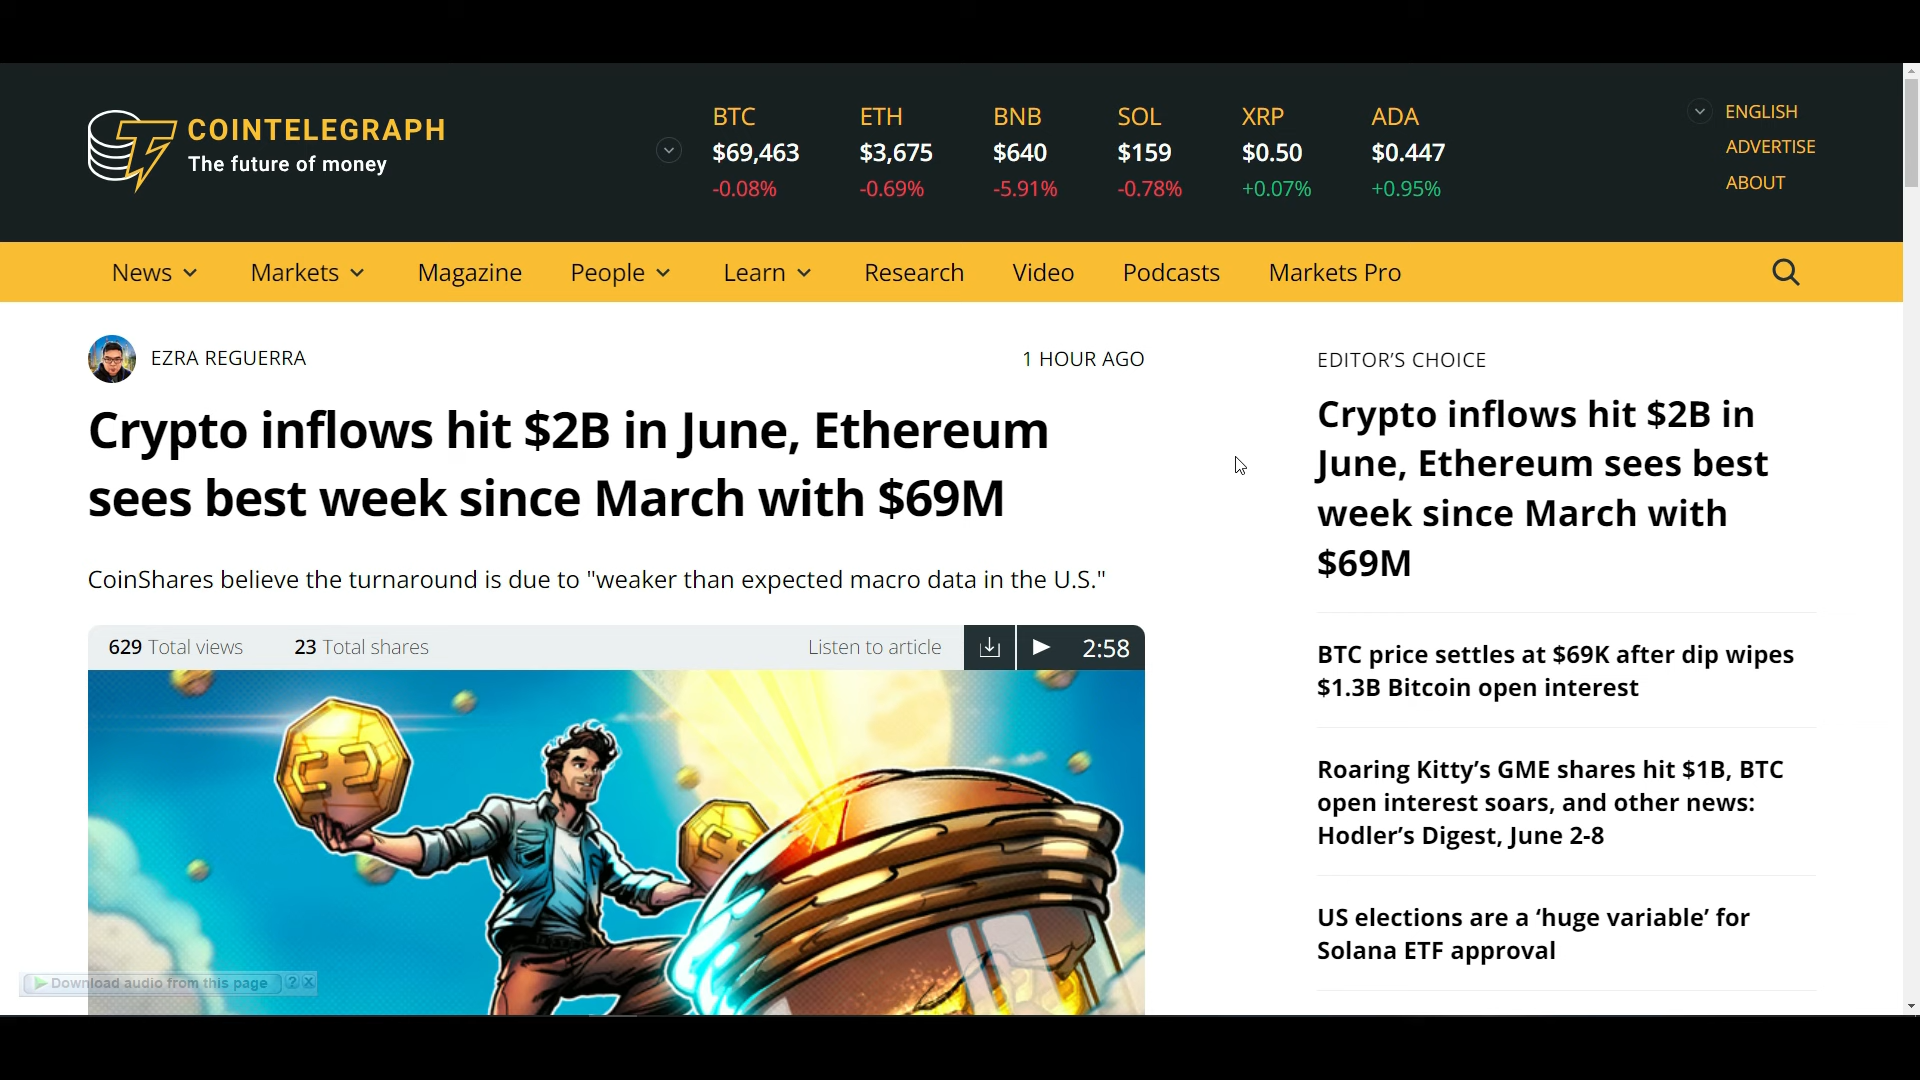 COINTELEGRAPH
The future of money
BTC ETH BNB SOL XRP ADA
$69,463 $3,675 $640 $159 $0.50 $0.447
-0.08% -0.69% -5.91% -0.78% +0.07% +0.95%
ENGLISH
ADVERTISE
ABOUT
News Markets Magazine People Learn Research Video Podcasts Markets Pro
EZRA REGUERRA 1 HOUR AGO
Crypto inflows hit $2B in June, Ethereum
sees best week since March with $69M
CoinShares believe the turnaround is due to "weaker than expected macro data in the U.S."
629 Total views 23 Total shares Listen to article 2:58
Download audio from this page ? X
EDITOR’S CHOICE
Crypto inflows hit $2B in
June, Ethereum sees best
week since March with
$69M
BTC price settles at $69K after dip wipes
$1.3B Bitcoin open interest
Roaring Kitty’s GME shares hit $1B, BTC
open interest soars, and other news:
Hodler’s Digest, June 2-8
US elections are a ‘huge variable’ for
Solana ETF approval